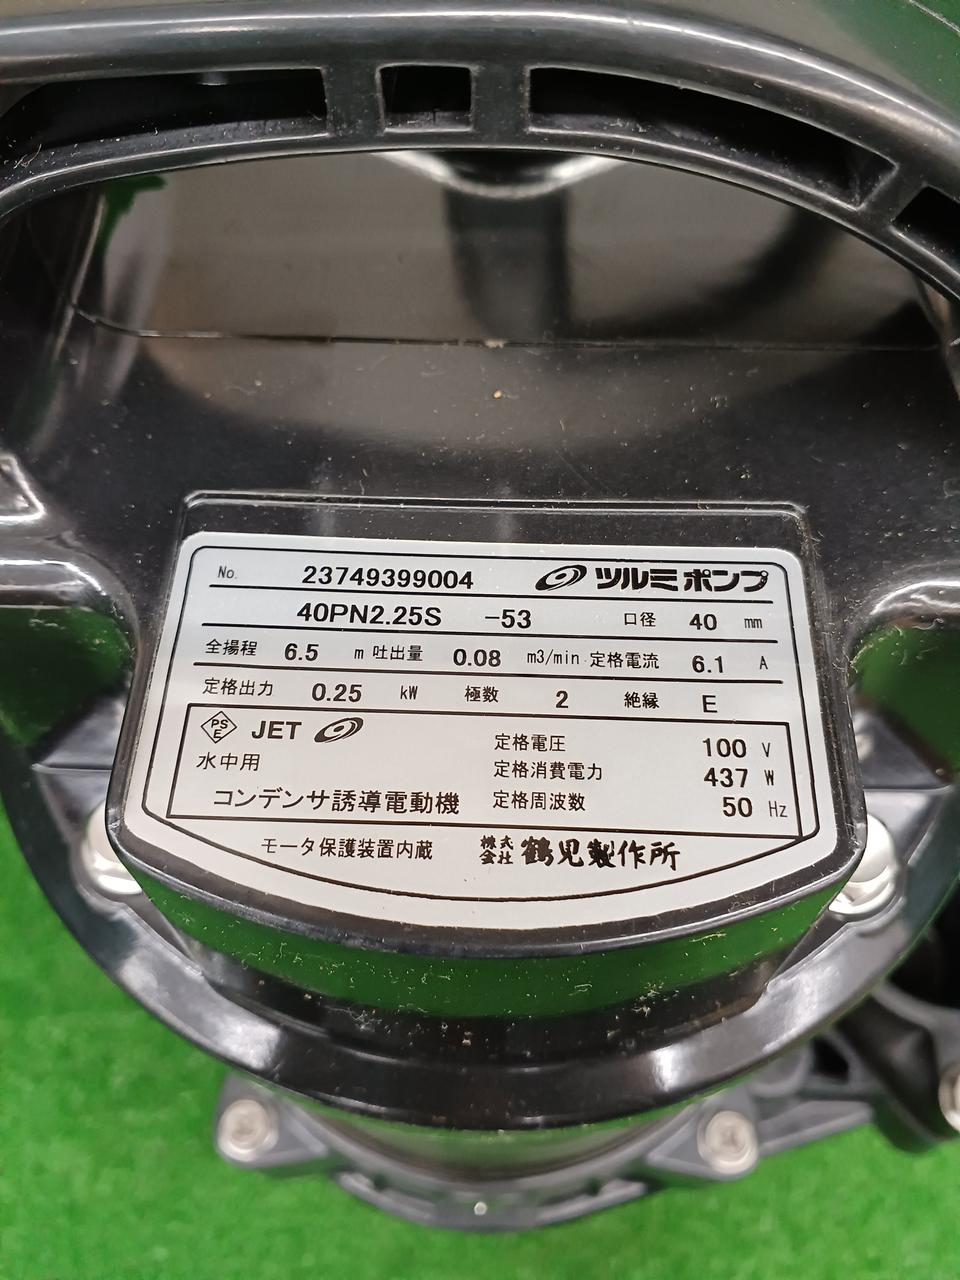 No. 23749399004 ツルミポンプ
40PN2.25S -53 口径 40 mm
全揚程 6.5 m 吐出量 0.08 m3/min 定格電流 6.1 A
定格出力 0.25 kW 極数 2 絶縁 E
PSE JET 定格電圧 100 V
水中用 定格消費電力 437 W
コンデンサ誘導電動機 定格周波数 50 Hz
モータ保護装置内蔵 株式会社 鶴見製作所